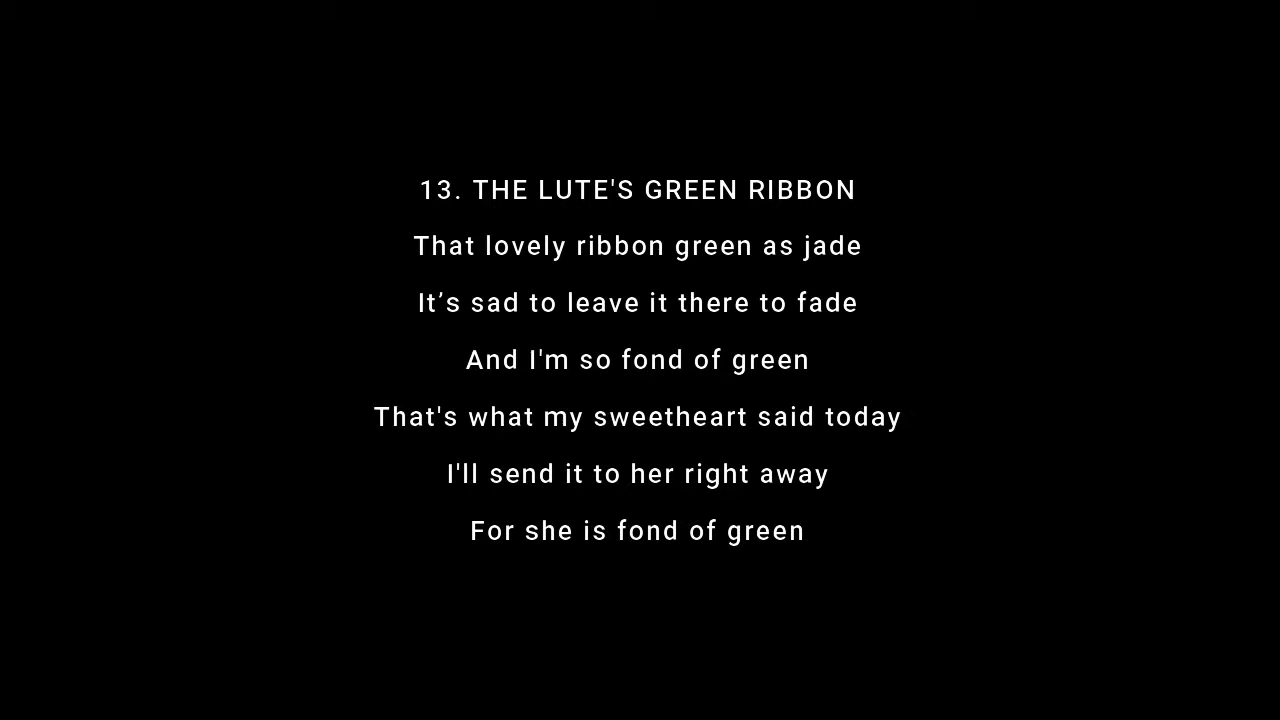 13. THE LUTE'S GREEN RIBBON
That lovely ribbon green as jade
It’s sad to leave it there to fade
And I'm so fond of green
That's what my sweetheart said today
I'll send it to her right away
For she is fond of green